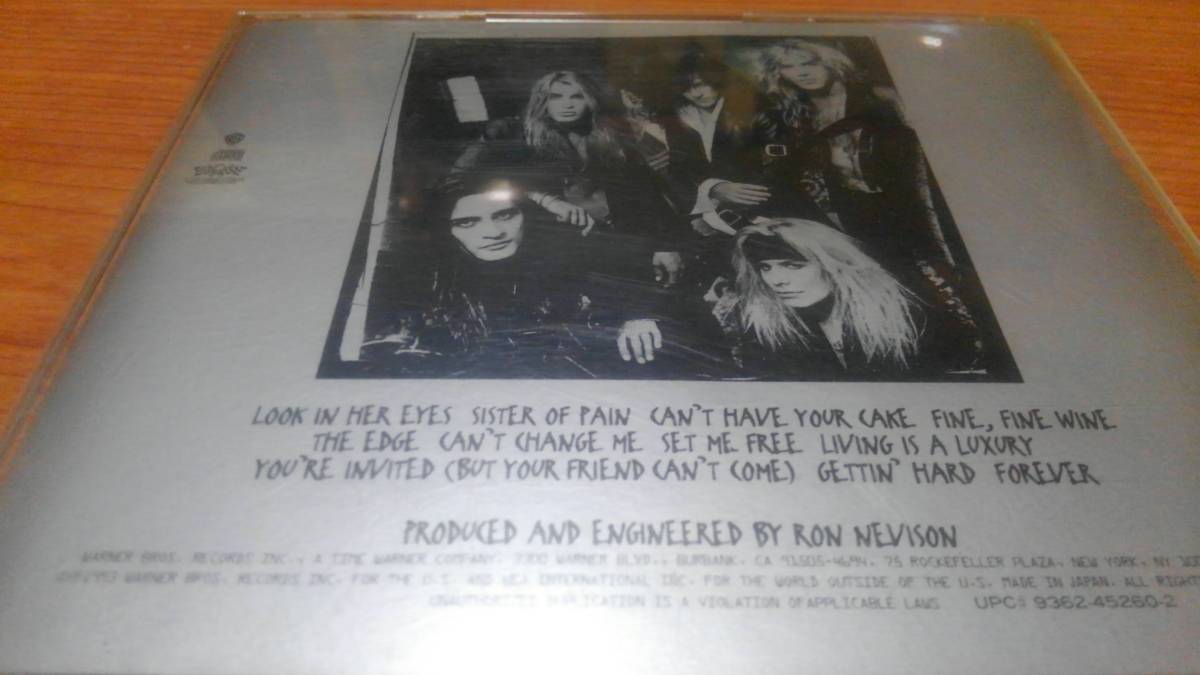 LOOK IN HER EYES SISTER OF PAIN CAN'T HAVE YOUR CAKE FINE, FINE WINE
THE EDGE CAN'T CHANGE ME SET ME FREE LIVING IS A LUXURY
YOU'RE INVITED (BUT YOUR FRIEND CAN'T COME) GETTIN' HARD FOREVER
PRODUCED AND ENGINEERED BY RON NEVISON
WARNER BROS. RECORDS INC., A TIME WARNER COMPANY. 3300 WARNER BLVD., BURBANK, CA 91505-4694. 75 ROCKEFELLER PLAZA, NEW YORK, NY
1993 WARNER BROS. RECORDS INC. FOR THE U.S. AND WEA INTERNATIONAL INC. FOR THE WORLD OUTSIDE OF THE U.S. MADE IN JAPAN. ALL
UNAUTHORIZED DUPLICATION IS A VIOLATION OF APPLICABLE LAWS UPC# 9362-45260-2